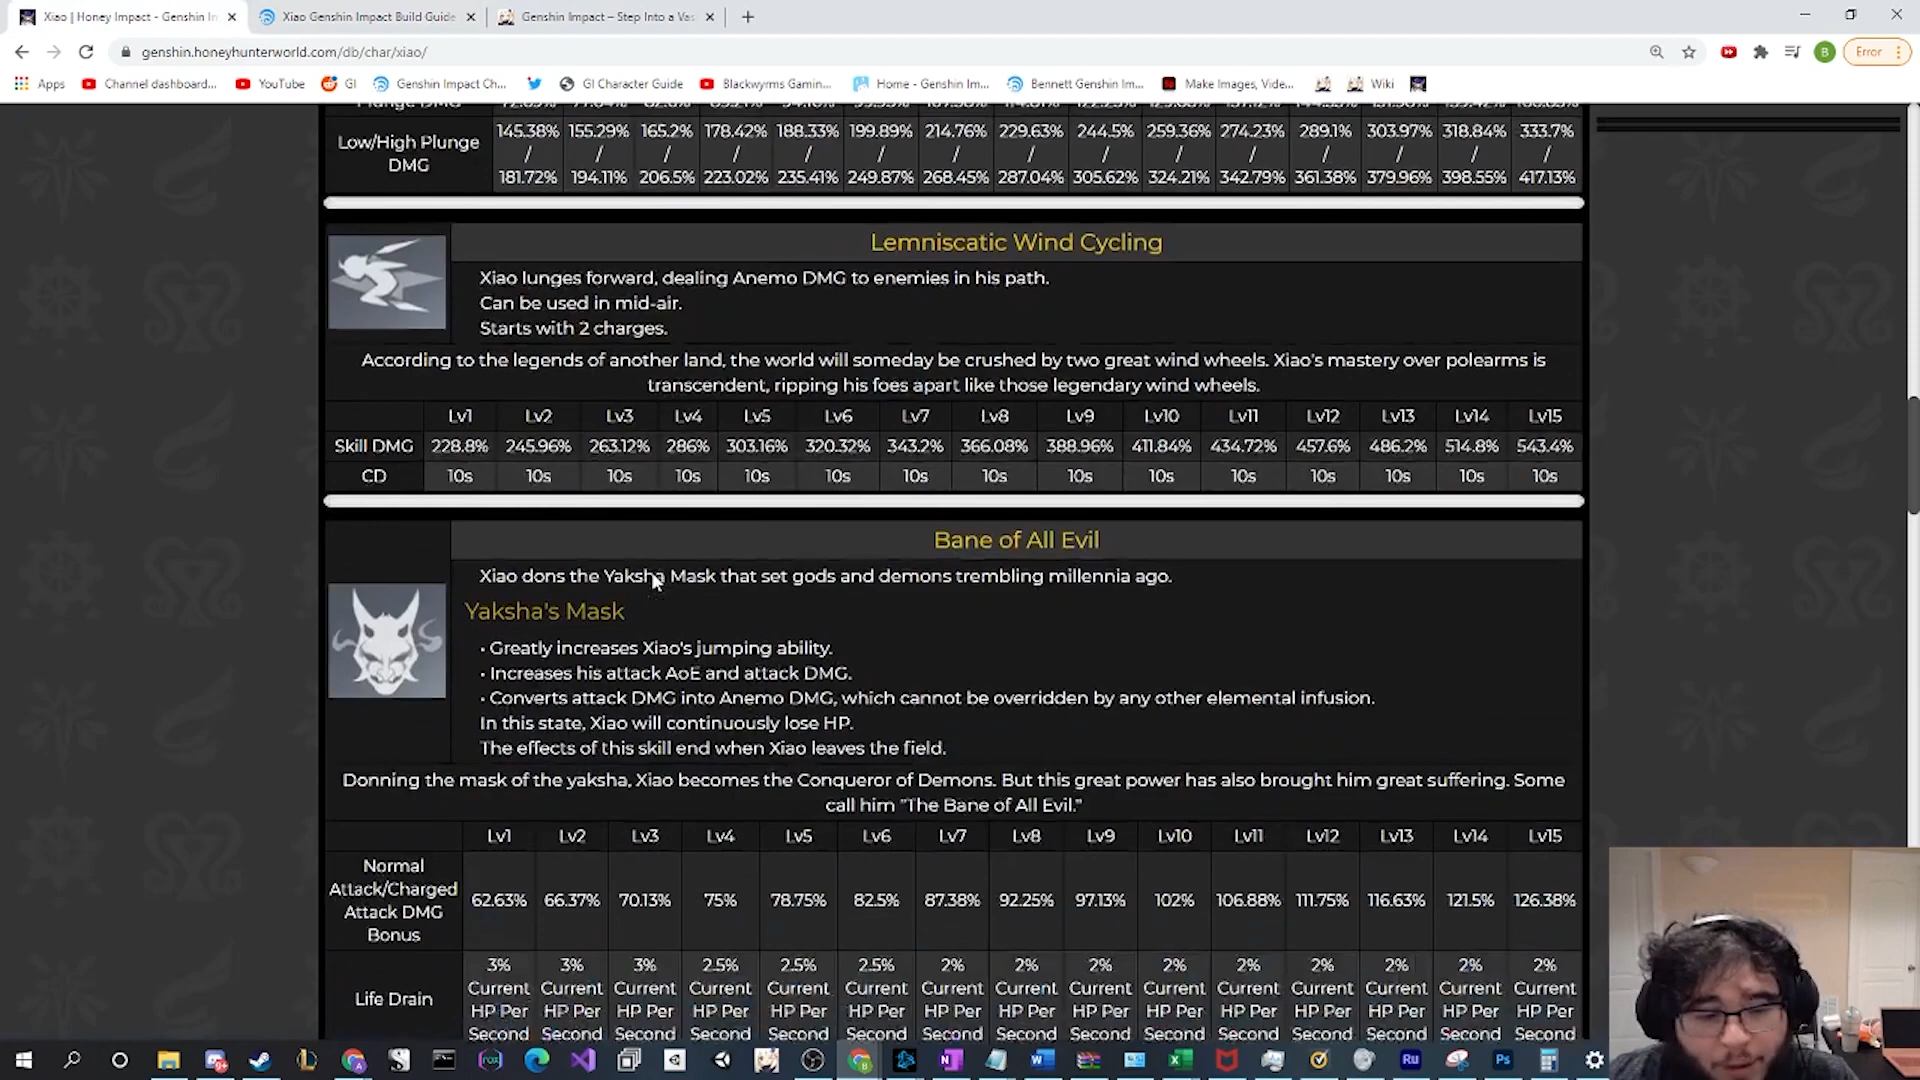 Xiao | Honey Impact - Genshin In
Xiao Genshin Impact Build Guide
Genshin Impact – Step Into a Vas
genshin.honeyhunterworld.com/db/char/xiao/
B
Error
Apps
Channel dashboard...
YouTube
GI
Genshin Impact Ch...
GI Character Guide
Blackwyrms Gamin...
Home - Genshin Im...
Bennett Genshin Im...
Make Images, Vide...
Wiki
Plunge DMG
Low/High Plunge DMG
145.38% 155.29% 165.2% 178.42% 188.33% 199.89% 214.76% 229.63% 244.5% 259.36% 274.23% 289.1% 303.97% 318.84% 333.7%
/ / / / / / / / / / / / / / /
181.72% 194.11% 206.5% 223.02% 235.41% 249.87% 268.45% 287.04% 305.62% 324.21% 342.79% 361.38% 379.96% 398.55% 417.13%
Lemniscatic Wind Cycling
Xiao lunges forward, dealing Anemo DMG to enemies in his path.
Can be used in mid-air.
Starts with 2 charges.
According to the legends of another land, the world will someday be crushed by two great wind wheels. Xiao's mastery over polearms is
transcendent, ripping his foes apart like those legendary wind wheels.
Lv1 Lv2 Lv3 Lv4 Lv5 Lv6 Lv7 Lv8 Lv9 Lv10 Lv11 Lv12 Lv13 Lv14 Lv15
Skill DMG 228.8% 245.96% 263.12% 286% 303.16% 320.32% 343.2% 366.08% 388.96% 411.84% 434.72% 457.6% 486.2% 514.8% 543.4%
CD 10s 10s 10s 10s 10s 10s 10s 10s 10s 10s 10s 10s 10s 10s 10s
Bane of All Evil
Xiao dons the Yaksha Mask that set gods and demons trembling millennia ago.
Yaksha's Mask
• Greatly increases Xiao's jumping ability.
• Increases his attack AoE and attack DMG.
• Converts attack DMG into Anemo DMG, which cannot be overridden by any other elemental infusion.
In this state, Xiao will continuously lose HP.
The effects of this skill end when Xiao leaves the field.
Donning the mask of the yaksha, Xiao becomes the Conqueror of Demons. But this great power has also brought him great suffering. Some
call him "The Bane of All Evil."
Lv1 Lv2 Lv3 Lv4 Lv5 Lv6 Lv7 Lv8 Lv9 Lv10 Lv11 Lv12 Lv13 Lv14 Lv15
Normal
Attack/Charged
Attack DMG
Bonus
62.63% 66.37% 70.13% 75% 78.75% 82.5% 87.38% 92.25% 97.13% 102% 106.88% 111.75% 116.63% 121.5% 126.38%
Life Drain
3% 3% 3% 2.5% 2.5% 2.5% 2% 2% 2% 2% 2% 2% 2% 2% 2%
Current Current Current Current Current Current Current Current Current Current Current Current Current Current Current
HP Per HP Per HP Per HP Per HP Per HP Per HP Per HP Per HP Per HP Per HP Per HP Per HP Per HP Per HP Per
Second Second Second Second Second Second Second Second Second Second Second Second Second Second Second